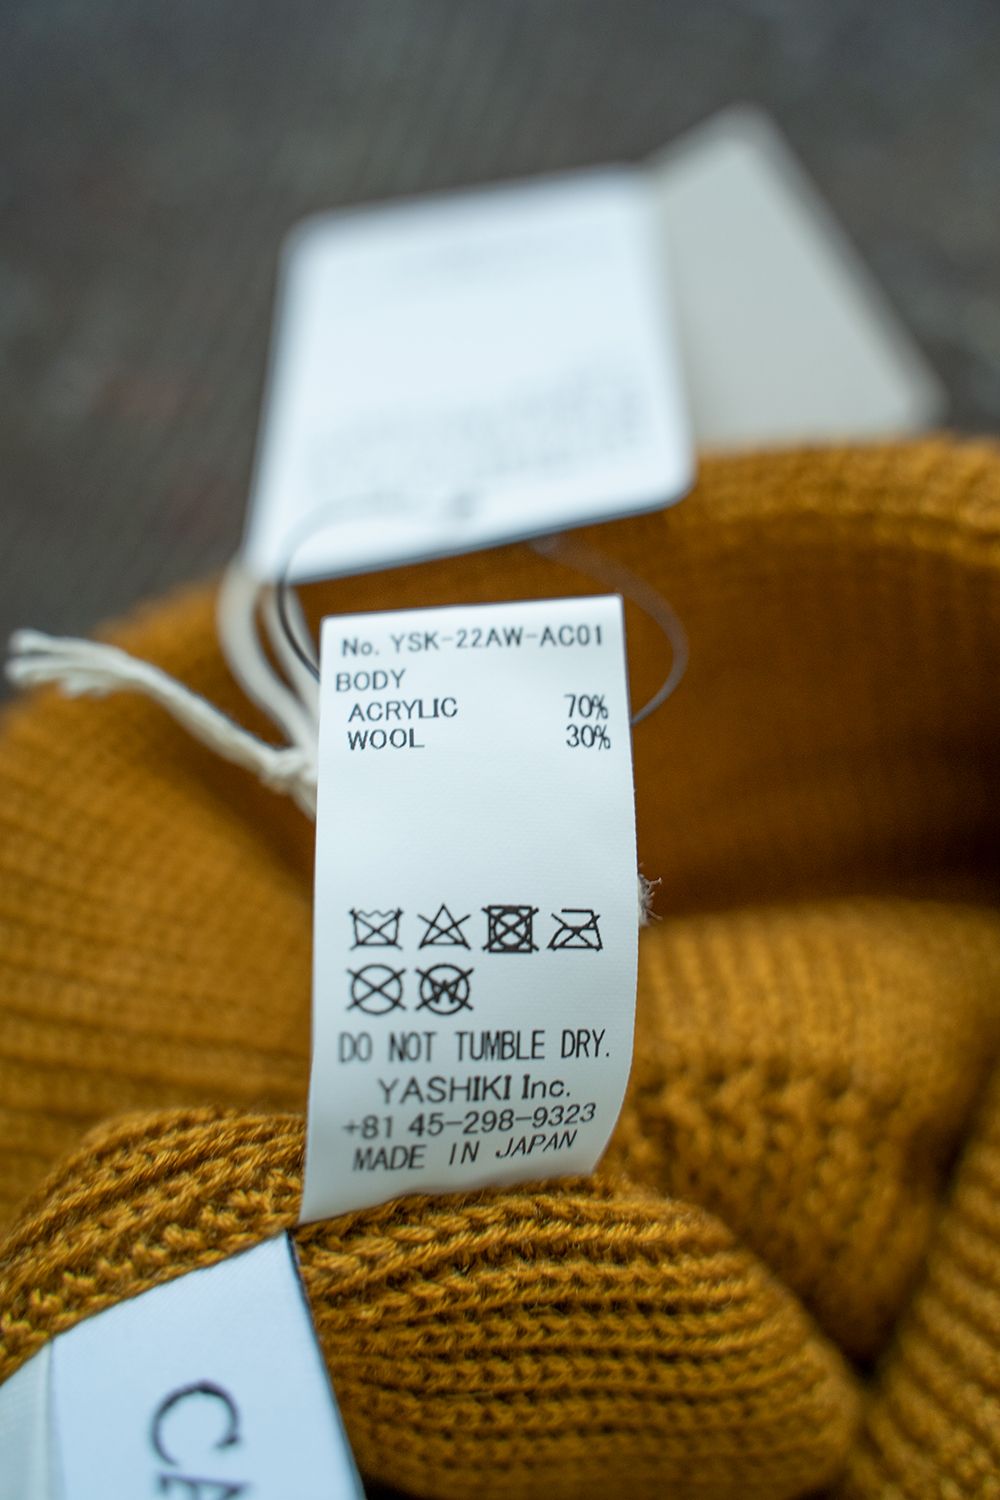 No. YSK-22AW-AC01
BODY
ACRYLIC 70%
WOOL 30%
W
DO NOT TUMBLE DRY.
YASHIKI Inc.
+81 45-298-9323
MADE IN JAPAN
CA